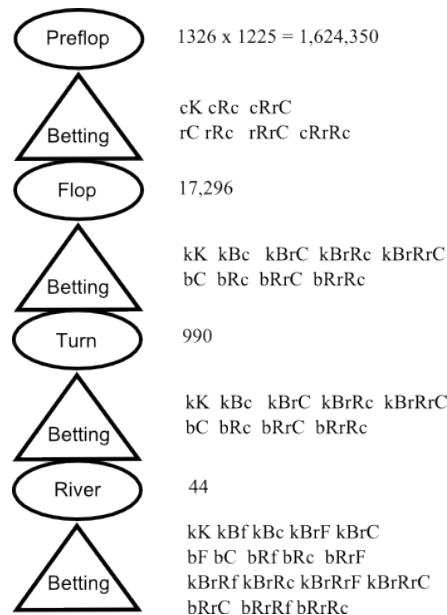 Preflop 1326 x 1225 = 1,624,350
cK cRc cRrC
Betting rC rRc rRrC cRrRc
Flop 17,296
kK kBc kBrC kBrRc kBrRrC
Betting bC bRc bRrC bRrRc
Turn 990
kK kBc kBrC kBrRc kBrRrC
Betting bC bRc bRrC bRrRc
River 44
kK kBf kBc kBrF kBrC
bF bC bRf bRc bRrF
Betting kBrRf kBrRc kBrRrF kBrRrC
bRrC bRrRf bRrRc